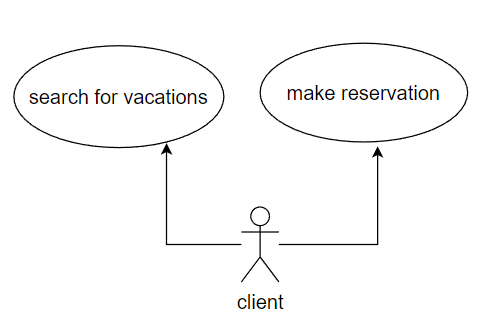 search for vacations
make reservation
client